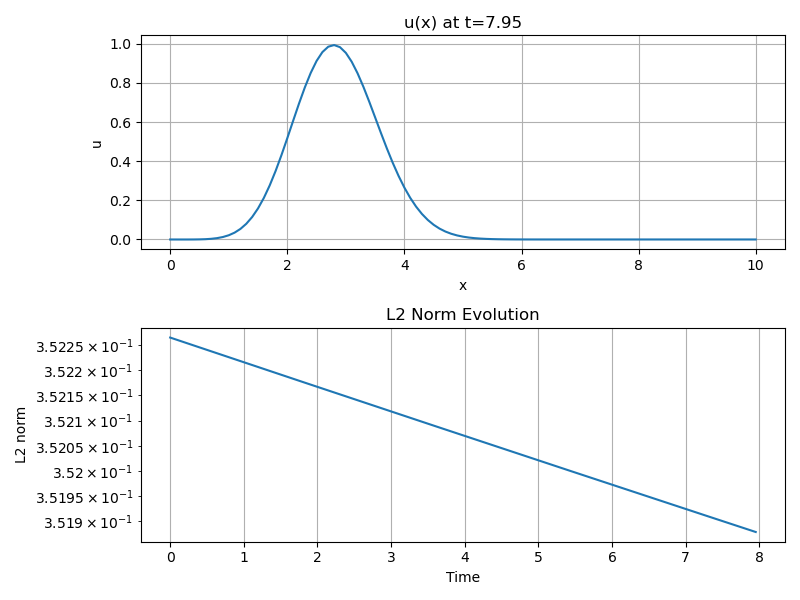 u(x) at t=7.95
1.0
0.8
0.6
0.4
0.2
0.0
u
0 2 4 6 8 10
x
L2 Norm Evolution
3.5225 × 10⁻¹
3.522 × 10⁻¹
3.5215 × 10⁻¹
3.521 × 10⁻¹
3.5205 × 10⁻¹
3.52 × 10⁻¹
3.5195 × 10⁻¹
3.519 × 10⁻¹
L2 norm
0 1 2 3 4 5 6 7 8
Time